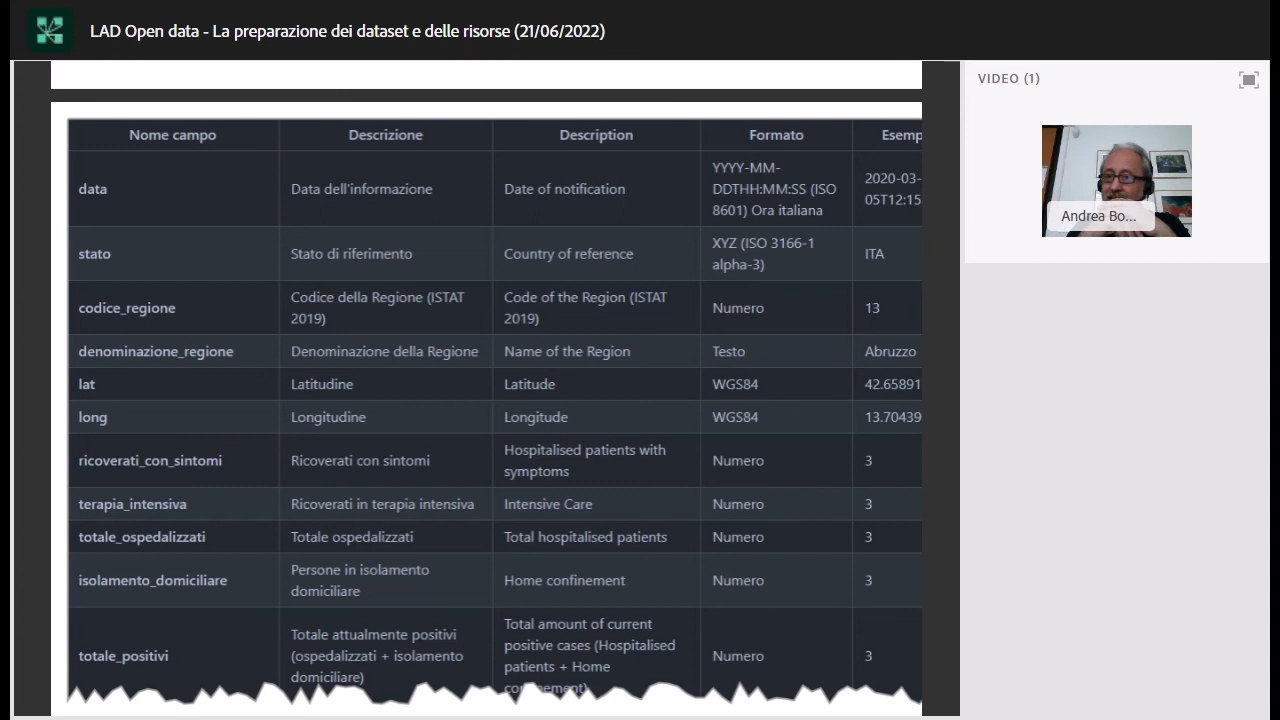 LAD Open data - La preparazione dei dataset e delle risorse (21/06/2022)
VIDEO (1)
Andrea Bo...
Nome campo Descrizione Description Formato Esemp
data Data dell'informazione Date of notification YYYY-MM-
DDTHH:MM:SS (ISO
8601) Ora italiana 2020-03-
05T12:15
stato Stato di riferimento Country of reference XYZ (ISO 3166-1
alpha-3) ITA
codice_regione Codice della Regione (ISTAT
2019) Code of the Region (ISTAT
2019) Numero 13
denominazione_regione Denominazione della Regione Name of the Region Testo Abruzzo
lat Latitudine Latitude WGS84 42.65891
long Longitudine Longitude WGS84 13.70439
ricoverati_con_sintomi Ricoverati con sintomi Hospitalised patients with
symptoms Numero 3
terapia_intensiva Ricoverati in terapia intensiva Intensive Care Numero 3
totale_ospedalizzati Totale ospedalizzati Total hospitalised patients Numero 3
isolamento_domiciliare Persone in isolamento
domiciliare Home confinement Numero 3
totale_positivi Totale attualmente positivi
(ospedalizzati + isolamento
domiciliare) Total amount of current
positive cases (Hospitalised
patients + Home
confinement) Numero 3